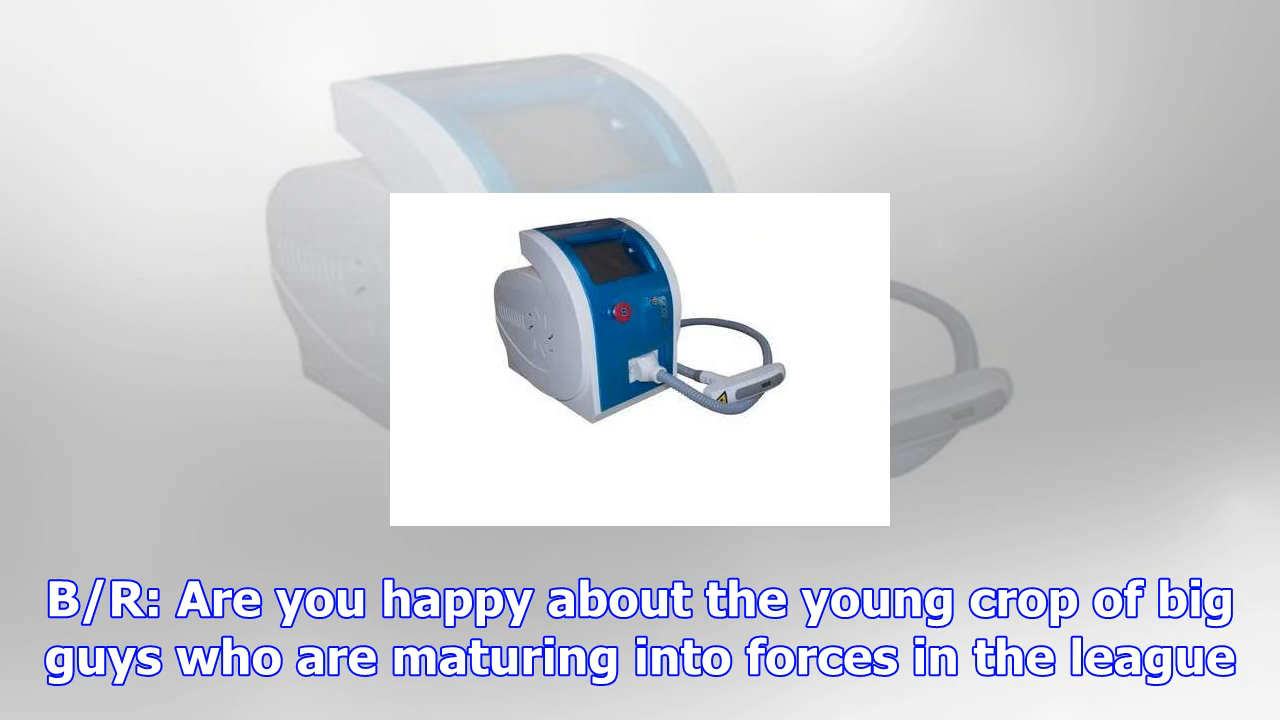 B/R: Are you happy about the young crop of big
guys who are maturing into forces in the league